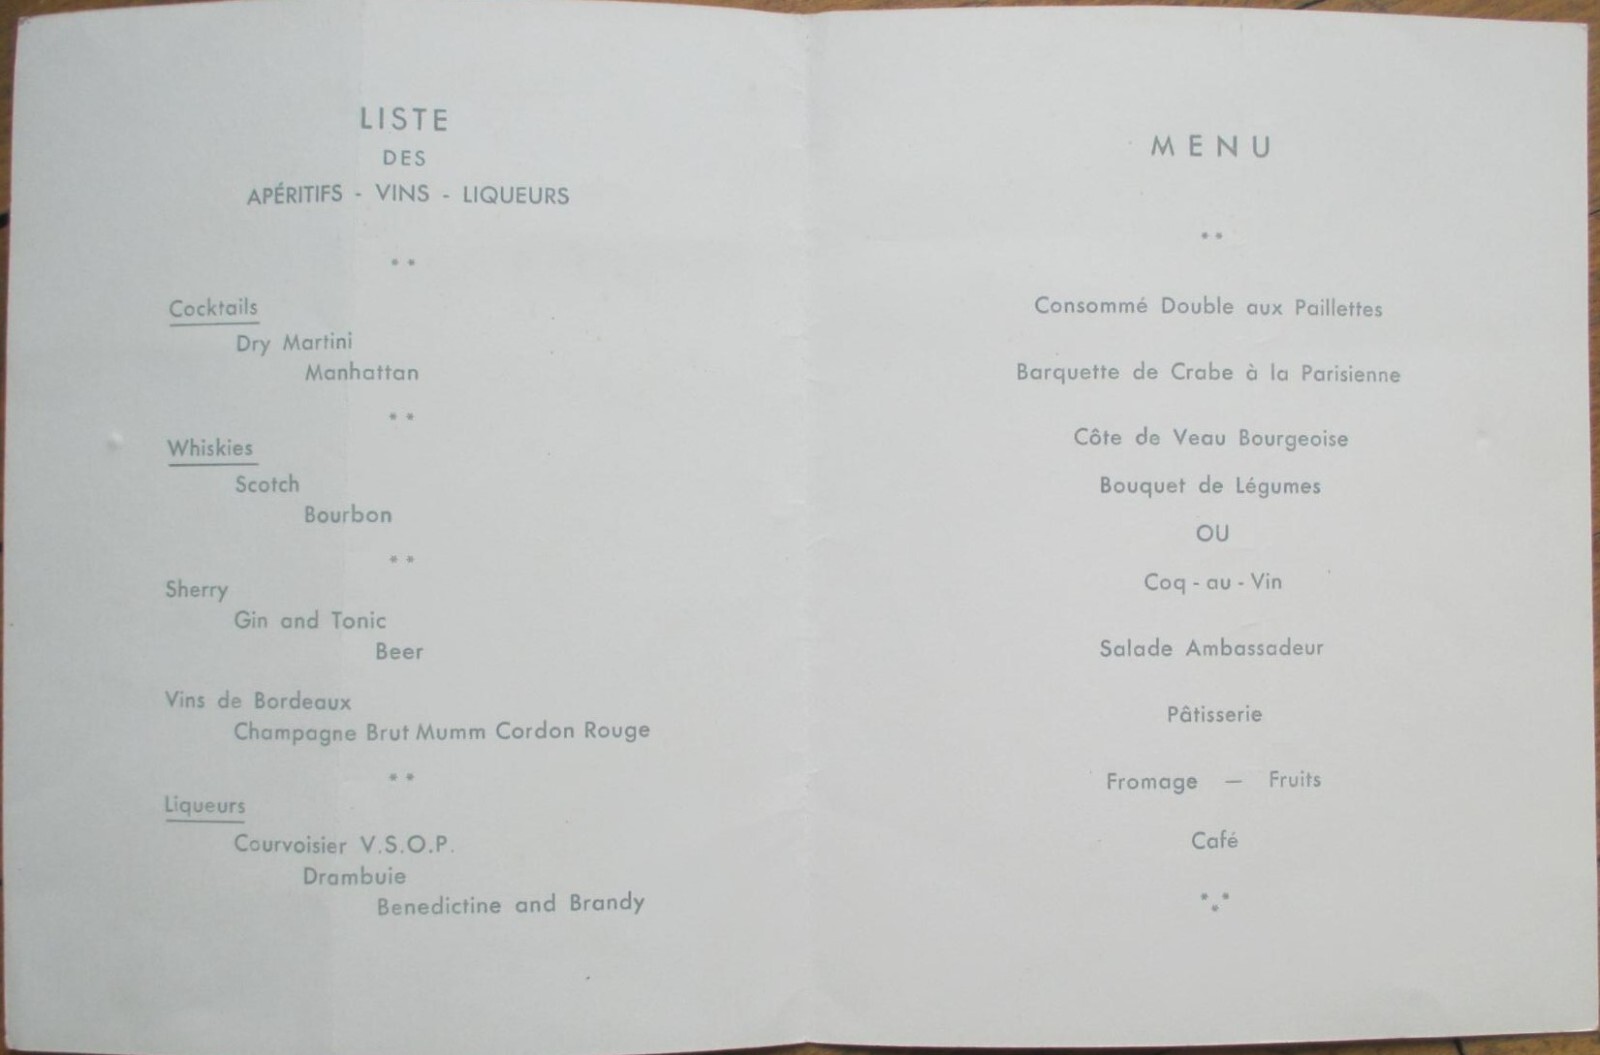 LISTE
DES
APÉRITIFS - VINS - LIQUEURS
Cocktails
Dry Martini
Manhattan
Whiskies
Scotch
Bourbon
Sherry
Gin and Tonic
Beer
Vins de Bordeaux
Champagne Brut Mumm Cordon Rouge
Liqueurs
Courvoisier V.S.O.P.
Drambuie
Benedictine and Brandy
MENU
Consommé Double aux Paillettes
Barquette de Crabe à la Parisienne
Côte de Veau Bourgeoise
Bouquet de Légumes
OU
Coq - au - Vin
Salade Ambassadeur
Pâtisserie
Fromage — Fruits
Café